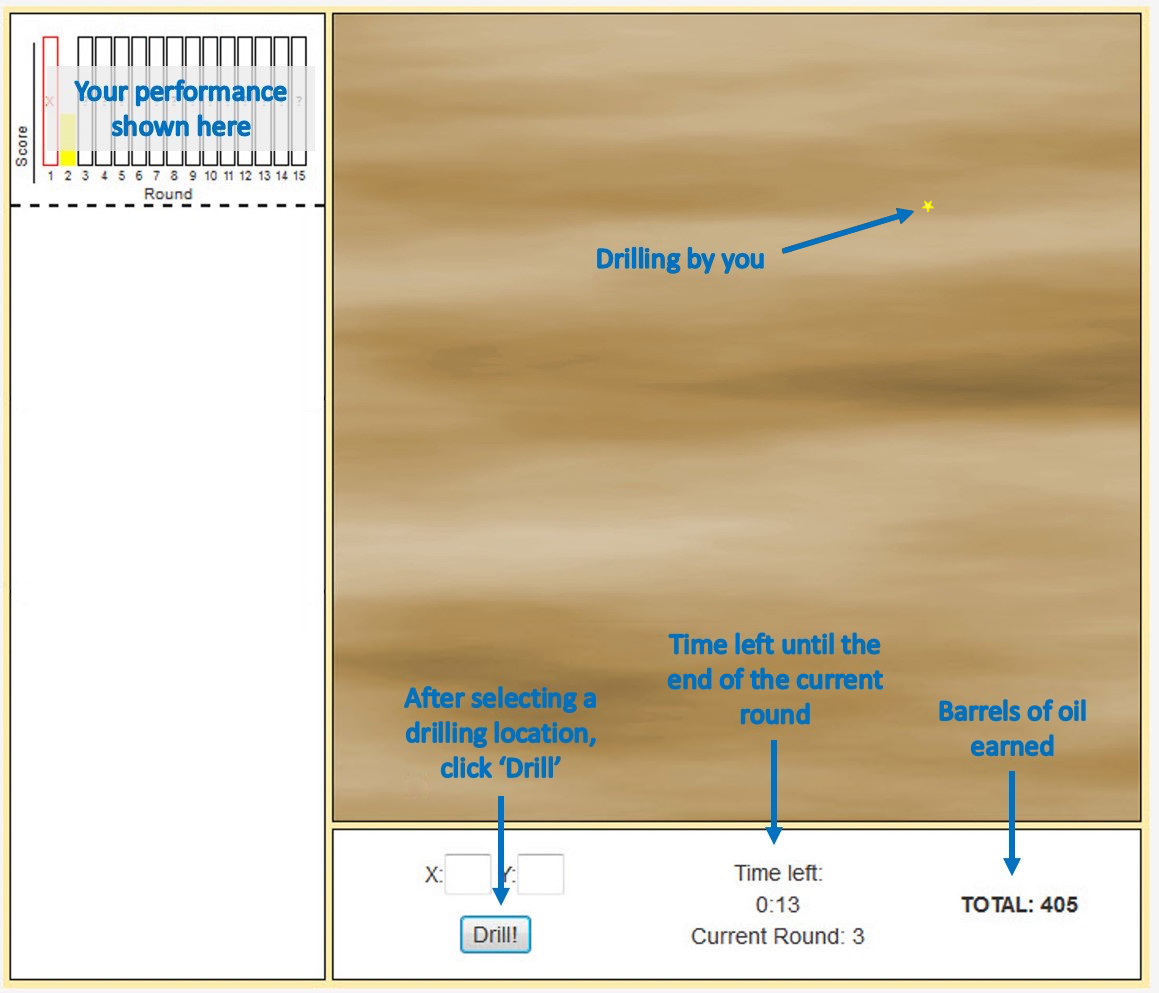 Your performance
shown here
X
?
Score
1 2 3 4 5 6 7 8 9 10 11 12 13 14 15
Round
Drilling by you
Time left until the
end of the current
round
After selecting a
drilling location,
click ‘Drill’
Barrels of oil
earned
X: Y:
Drill!
Time left:
0:13
Current Round: 3
TOTAL: 405